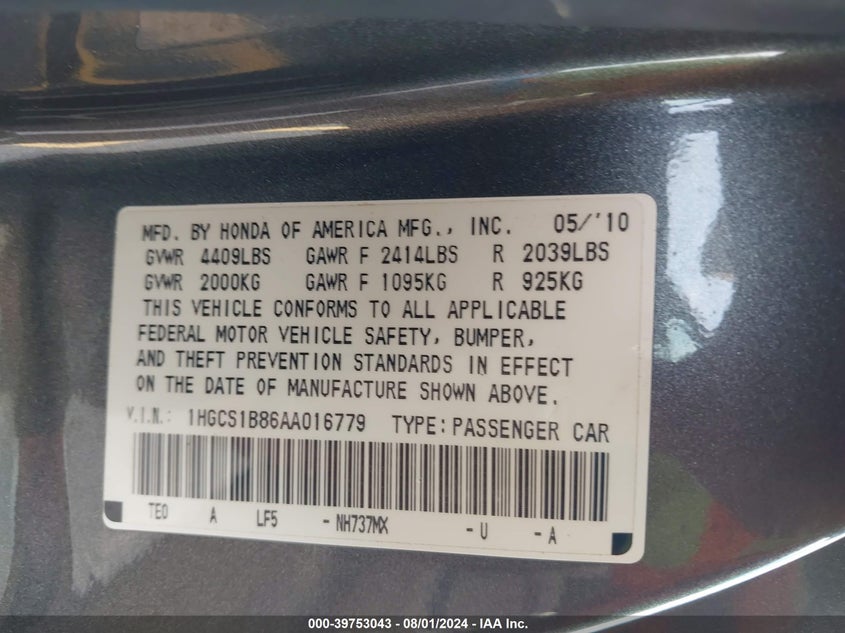 MFD. BY HONDA OF AMERICA MFG., INC. 05/'10
GVWR 4409LBS GAWR F 2414LBS R 2039LBS
GVWR 2000KG GAWR F 1095KG R 925KG
THIS VEHICLE CONFORMS TO ALL APPLICABLE
FEDERAL MOTOR VEHICLE SAFETY, BUMPER,
AND THEFT PREVENTION STANDARDS IN EFFECT
ON THE DATE OF MANUFACTURE SHOWN ABOVE.
V.I.N.: 1HGCS1B86AA016779 TYPE: PASSENGER CAR
TE0 A LF5 - NH737MX - U - A
000-39753043 - 08/01/2024 - IAA Inc.